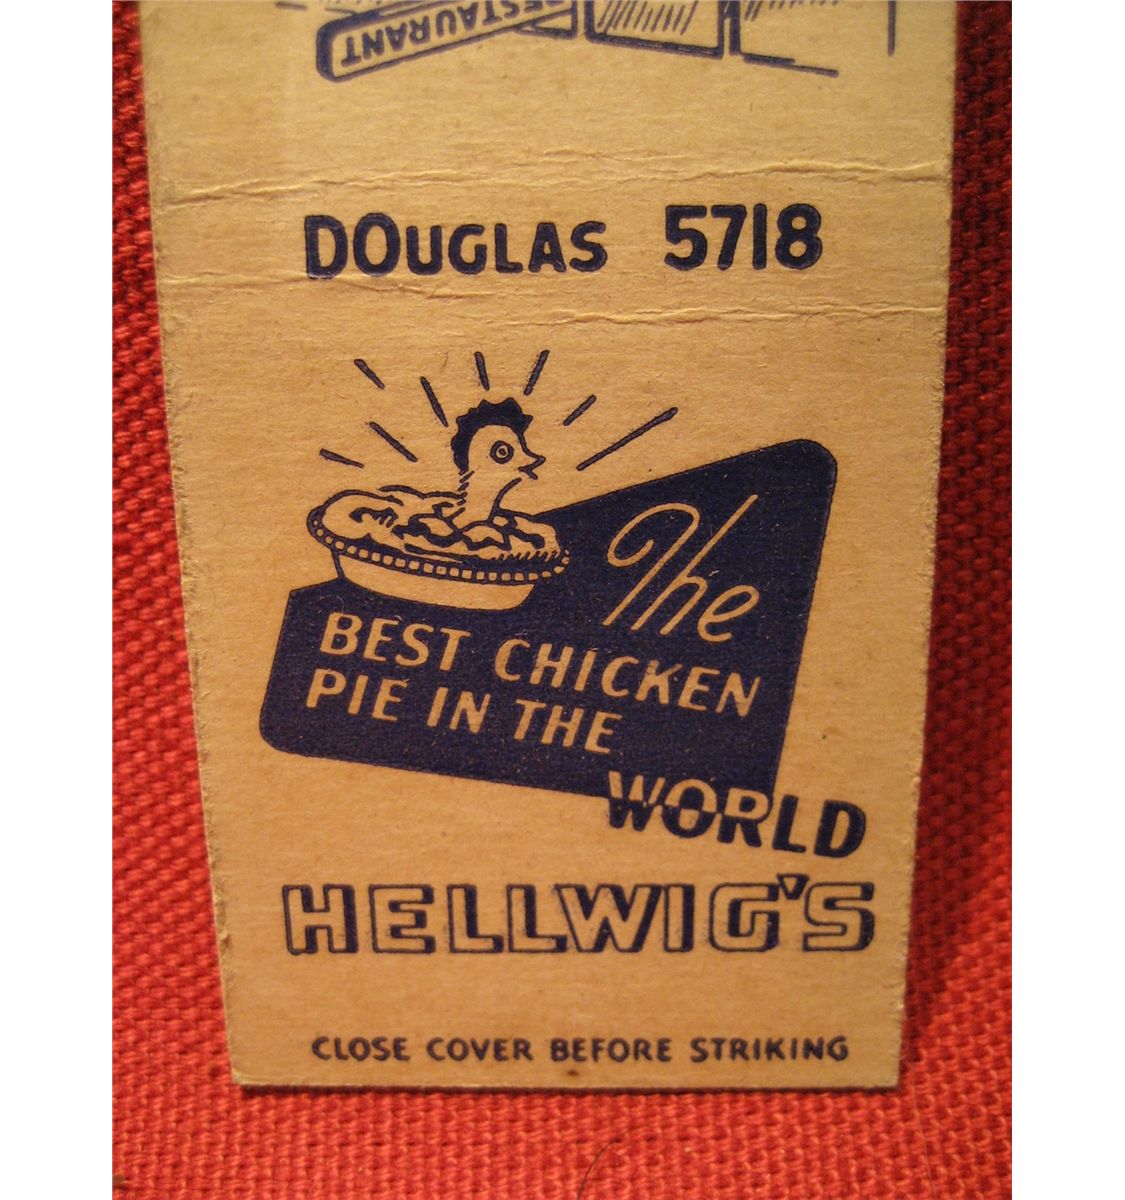 RESTAURANT
DOUGLAS 5718
The
BEST CHICKEN
PIE IN THE
WORLD
HELLWIG'S
CLOSE COVER BEFORE STRIKING